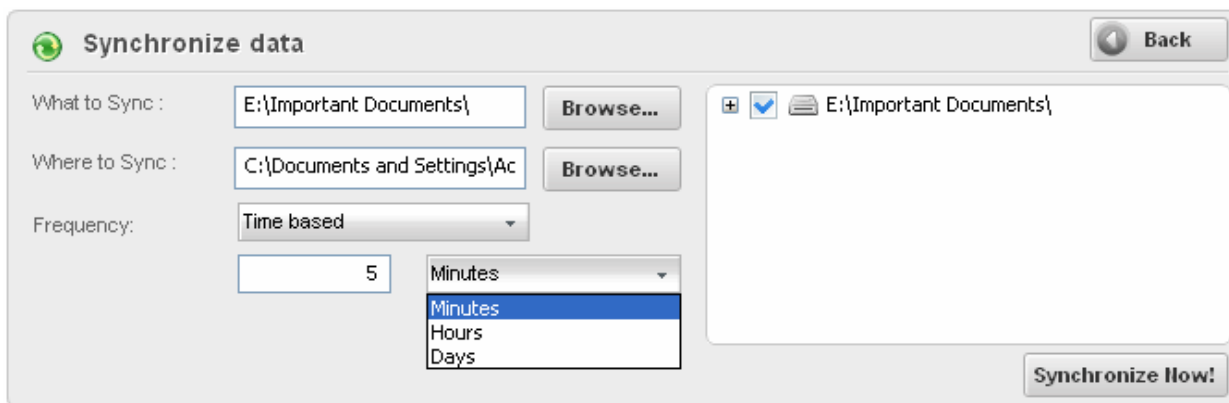 Synchronize data
Back
What to Sync :
E:\Important Documents\
Browse...
E:\Important Documents\
Where to Sync :
C:\Documents and Settings\Ac
Browse...
Frequency:
Time based
5
Minutes
Minutes
Hours
Days
Synchronize Now!